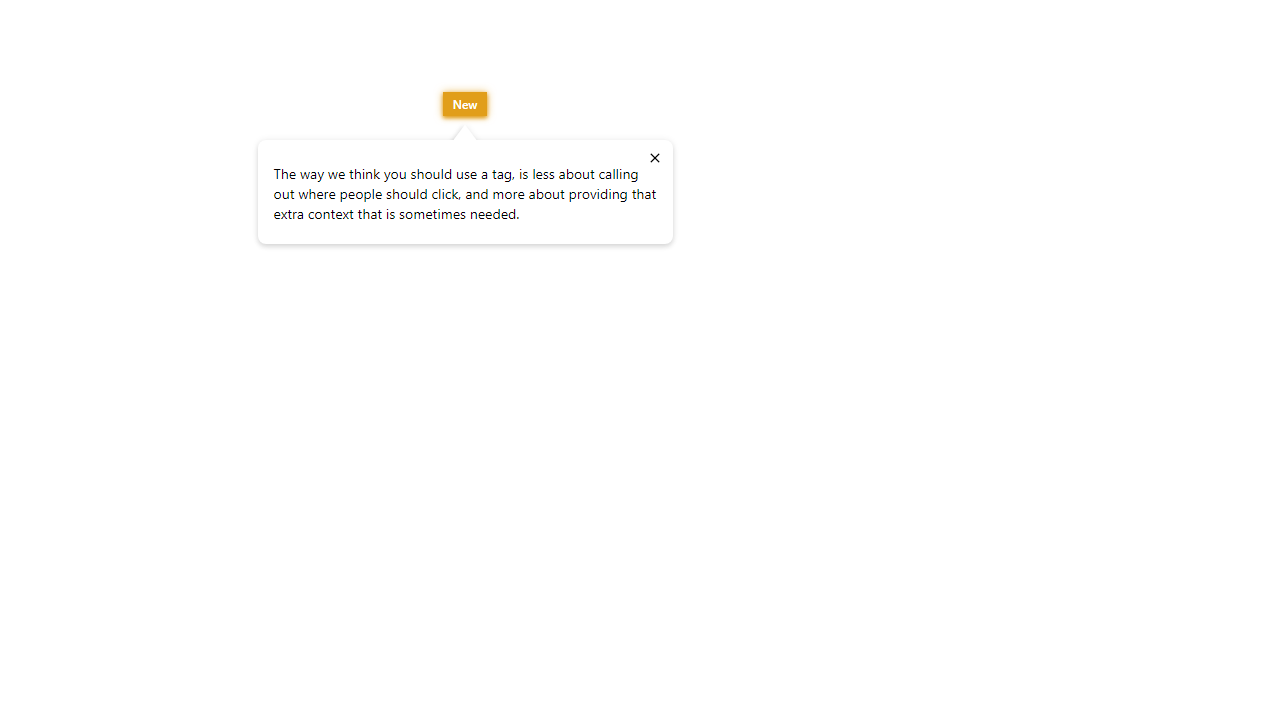 New
The way we think you should use a tag, is less about calling
out where people should click, and more about providing that
extra context that is sometimes needed.